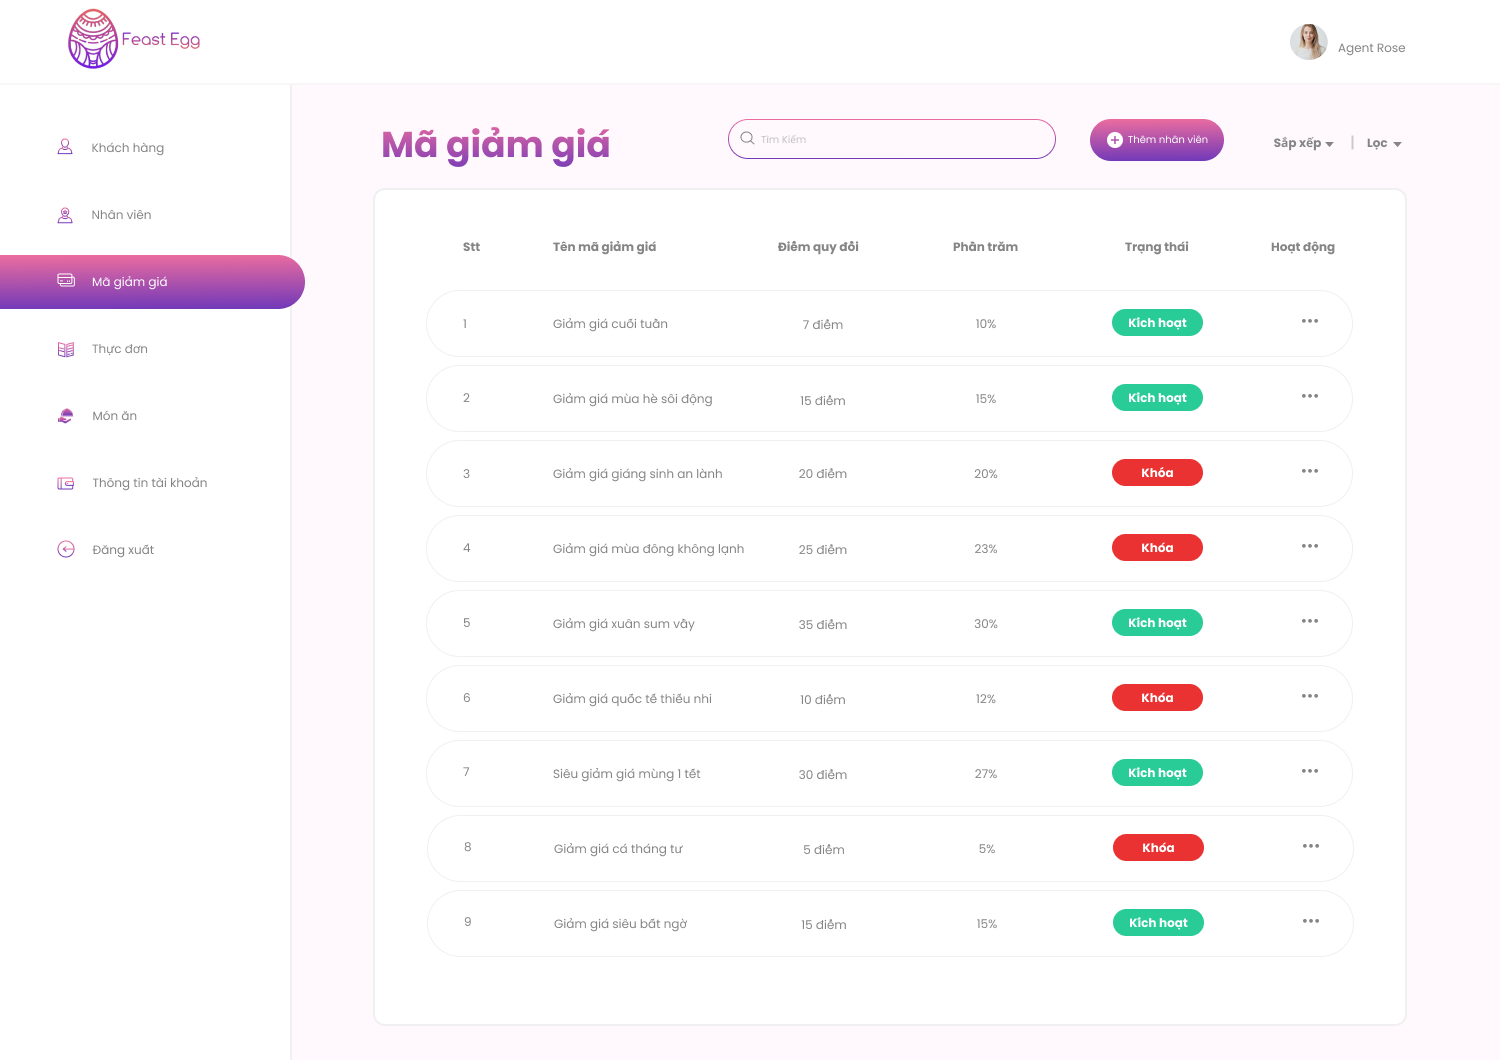 Feast Egg
Agent Rose
Khách hàng
Nhân viên
Mã giảm giá
Thực đơn
Món ăn
Thông tin tài khoản
Đăng xuất
Mã giảm giá
Tìm Kiếm
Thêm nhân viên
Sắp xếp | Lọc
Stt Tên mã giảm giá Điểm quy đổi Phần trăm Trạng thái Hoạt động
1 Giảm giá cuối tuần 7 điểm 10% Kích hoạt
2 Giảm giá mùa hè sôi động 15 điểm 15% Kích hoạt
3 Giảm giá giáng sinh an lành 20 điểm 20% Khóa
4 Giảm giá mùa đông không lạnh 25 điểm 23% Khóa
5 Giảm giá xuân sum vầy 35 điểm 30% Kích hoạt
6 Giảm giá quốc tế thiếu nhi 10 điểm 12% Khóa
7 Siêu giảm giá mùng 1 tết 30 điểm 27% Kích hoạt
8 Giảm giá cá tháng tư 5 điểm 5% Khóa
9 Giảm giá siêu bất ngờ 15 điểm 15% Kích hoạt